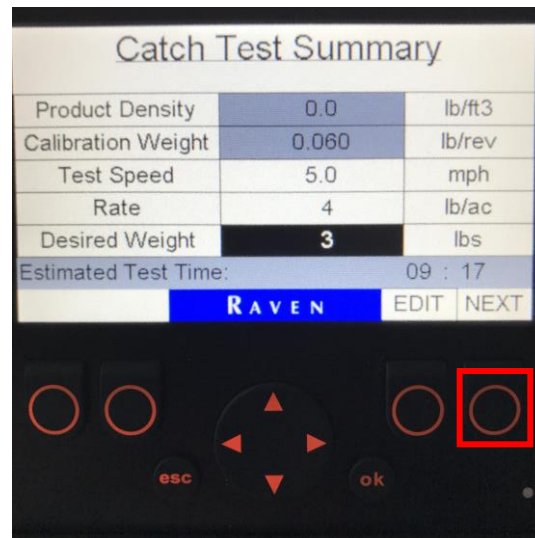 Catch Test Summary
Product Density 0.0 lb/ft3
Calibration Weight 0.060 lb/rev
Test Speed 5.0 mph
Rate 4 lb/ac
Desired Weight 3 lbs
Estimated Test Time: 09 : 17
RAVEN EDIT NEXT
esc ok